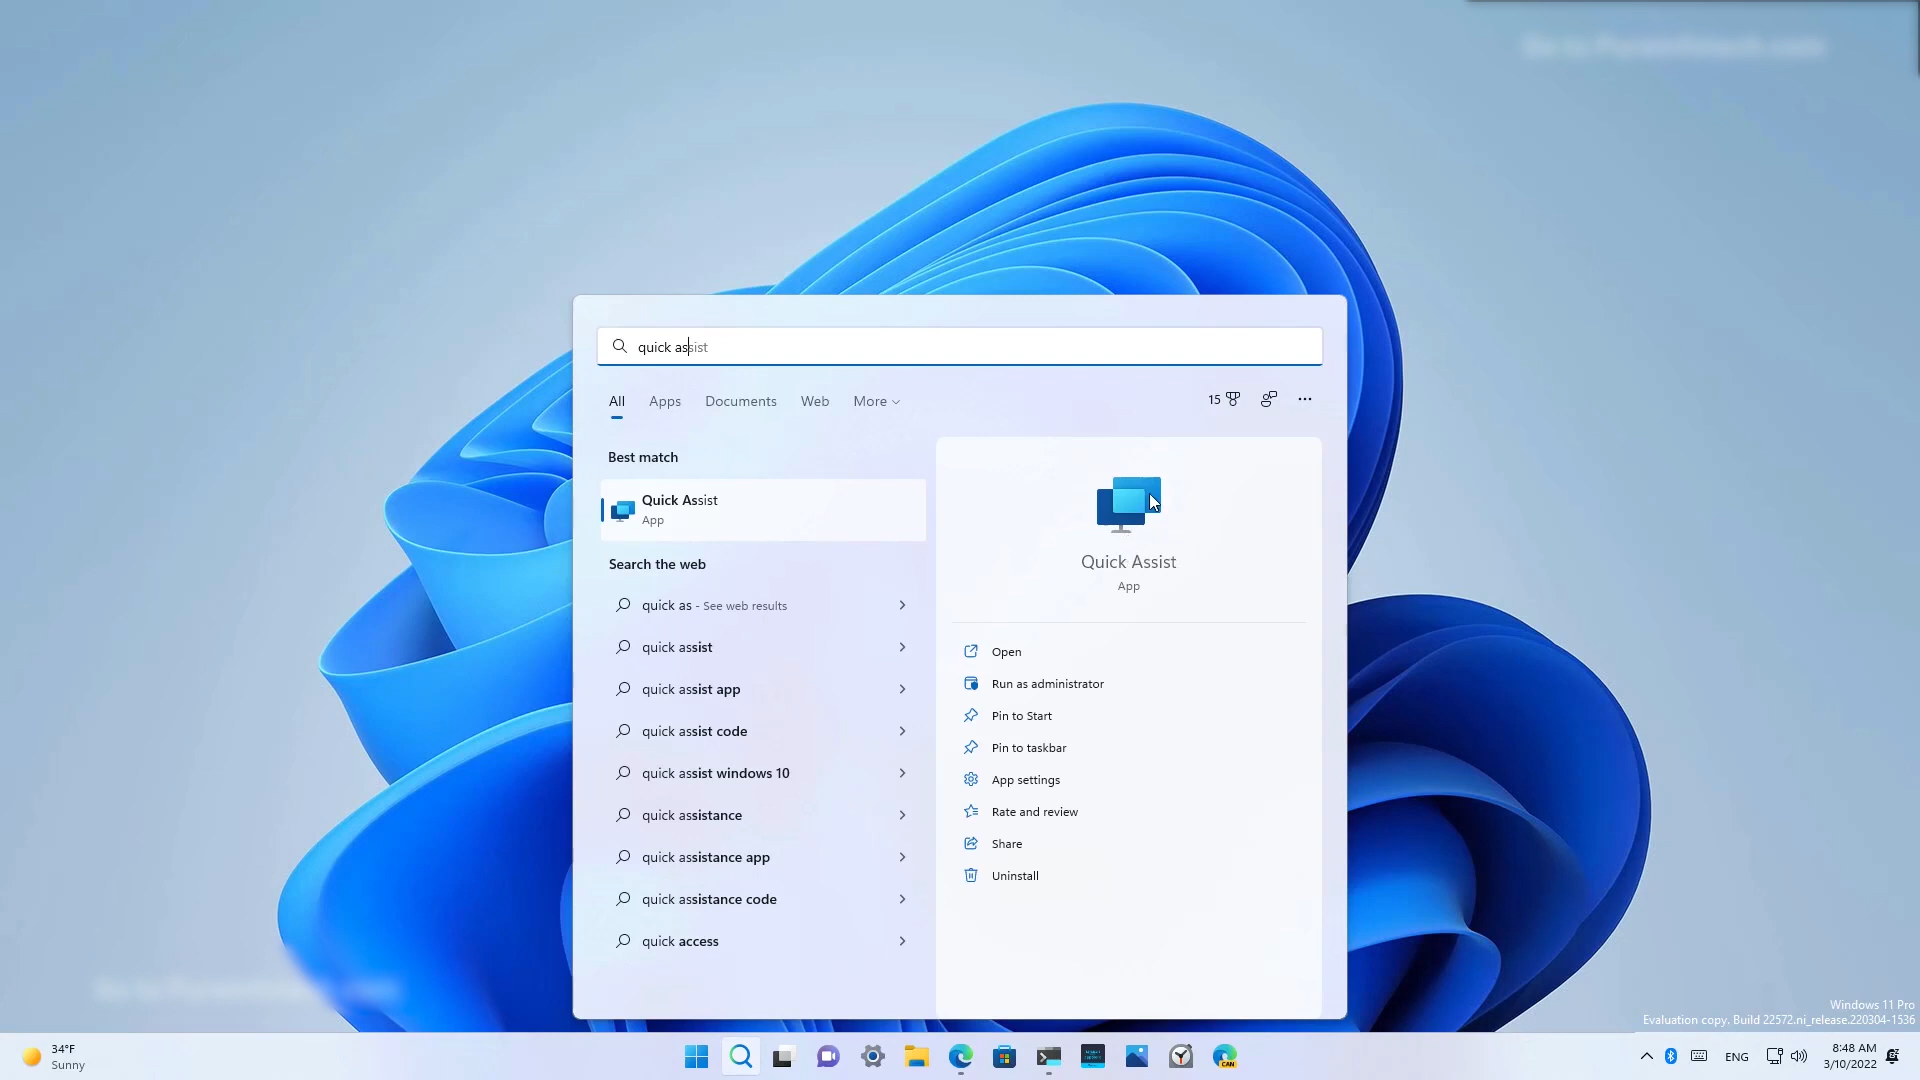 quick assist
All Apps Documents Web More
15
Best match
Quick Assist
App
Search the web
quick as - See web results
quick assist
quick assist app
quick assist code
quick assist windows 10
quick assistance
quick assistance app
quick assistance code
quick access
Quick Assist
App
Open
Run as administrator
Pin to Start
Pin to taskbar
App settings
Rate and review
Share
Uninstall
Windows 11 Pro
Evaluation copy. Build 22572.ni_release.220304-1536
34°F
Sunny
CAN
ENG
8:48 AM
3/10/2022